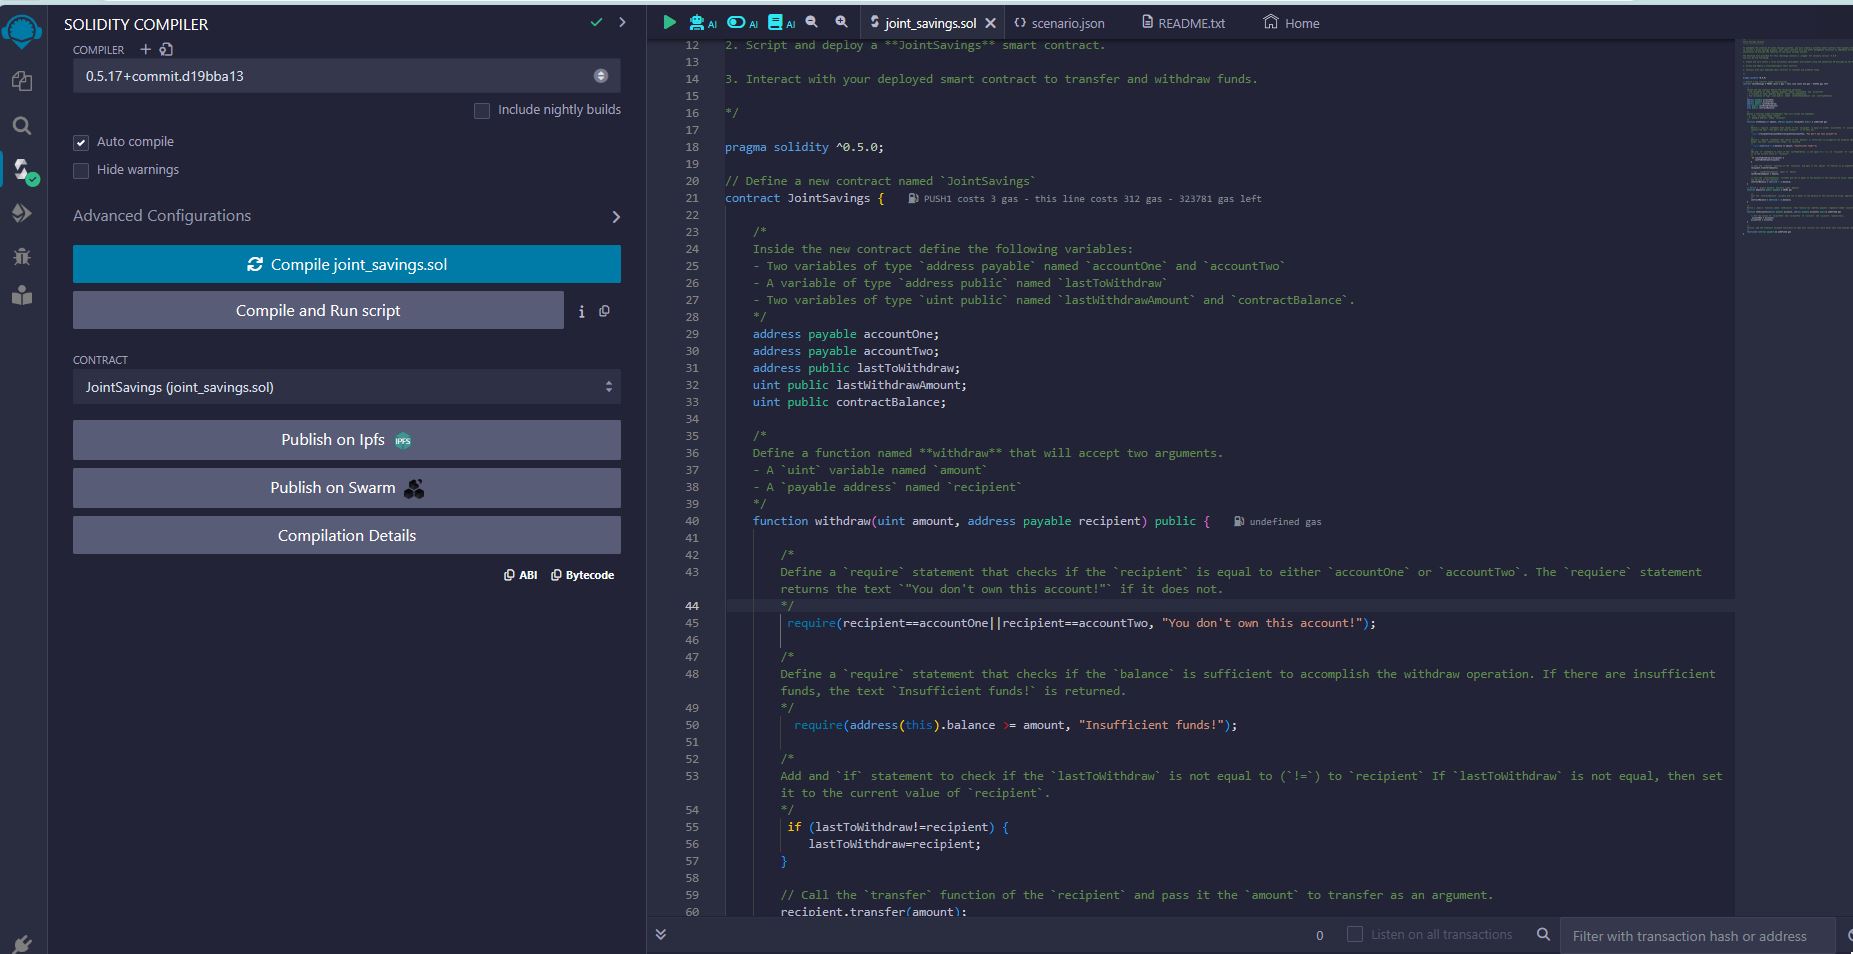 SOLIDITY COMPILER
COMPILER
0.5.17+commit.d19bba13
Include nightly builds
Auto compile
Hide warnings
Advanced Configurations
Compile joint_savings.sol
Compile and Run script
CONTRACT
JointSavings (joint_savings.sol)
Publish on Ipfs
IPFS
Publish on Swarm
Compilation Details
ABI Bytecode
AI AI AI joint_savings.sol scenario.json README.txt Home
12 2. Script and deploy a **JointSavings** smart contract.
13
14 3. Interact with your deployed smart contract to transfer and withdraw funds.
15
16 */
17
18 pragma solidity ^0.5.0;
19
20 // Define a new contract named `JointSavings`
21 contract JointSavings { PUSH1 costs 3 gas - this line costs 312 gas - 323781 gas left
22
23 /*
24 Inside the new contract define the following variables:
25 - Two variables of type `address payable` named `accountOne` and `accountTwo`
26 - A variable of type `address public` named `lastToWithdraw`
27 - Two variables of type `uint public` named `lastWithdrawAmount` and `contractBalance`.
28 */
29 address payable accountOne;
30 address payable accountTwo;
31 address public lastToWithdraw;
32 uint public lastWithdrawAmount;
33 uint public contractBalance;
34
35 /*
36 Define a function named **withdraw** that will accept two arguments.
37 - A `uint` variable named `amount`
38 - A `payable address` named `recipient`
39 */
40 function withdraw(uint amount, address payable recipient) public { undefined gas
41
42 /*
43 Define a `require` statement that checks if the `recipient` is equal to either `accountOne` or `accountTwo`. The `requiere` statement
returns the text `"You don't own this account!"` if it does not.
44 */
45 require(recipient==accountOne||recipient==accountTwo, "You don't own this account!");
46
47 /*
48 Define a `require` statement that checks if the `balance` is sufficient to accomplish the withdraw operation. If there are insufficient
funds, the text `Insufficient funds!` is returned.
49 */
50 require(address(this).balance >= amount, "Insufficient funds!");
51
52 /*
53 Add and `if` statement to check if the `lastToWithdraw` is not equal to (`!=`) to `recipient` If `lastToWithdraw` is not equal, then set
it to the current value of `recipient`.
54 */
55 if (lastToWithdraw!=recipient) {
56 lastToWithdraw=recipient;
57 }
58
59 // Call the `transfer` function of the `recipient` and pass it the `amount` to transfer as an argument.
60 recipient.transfer(amount);
0 Listen on all transactions Filter with transaction hash or address